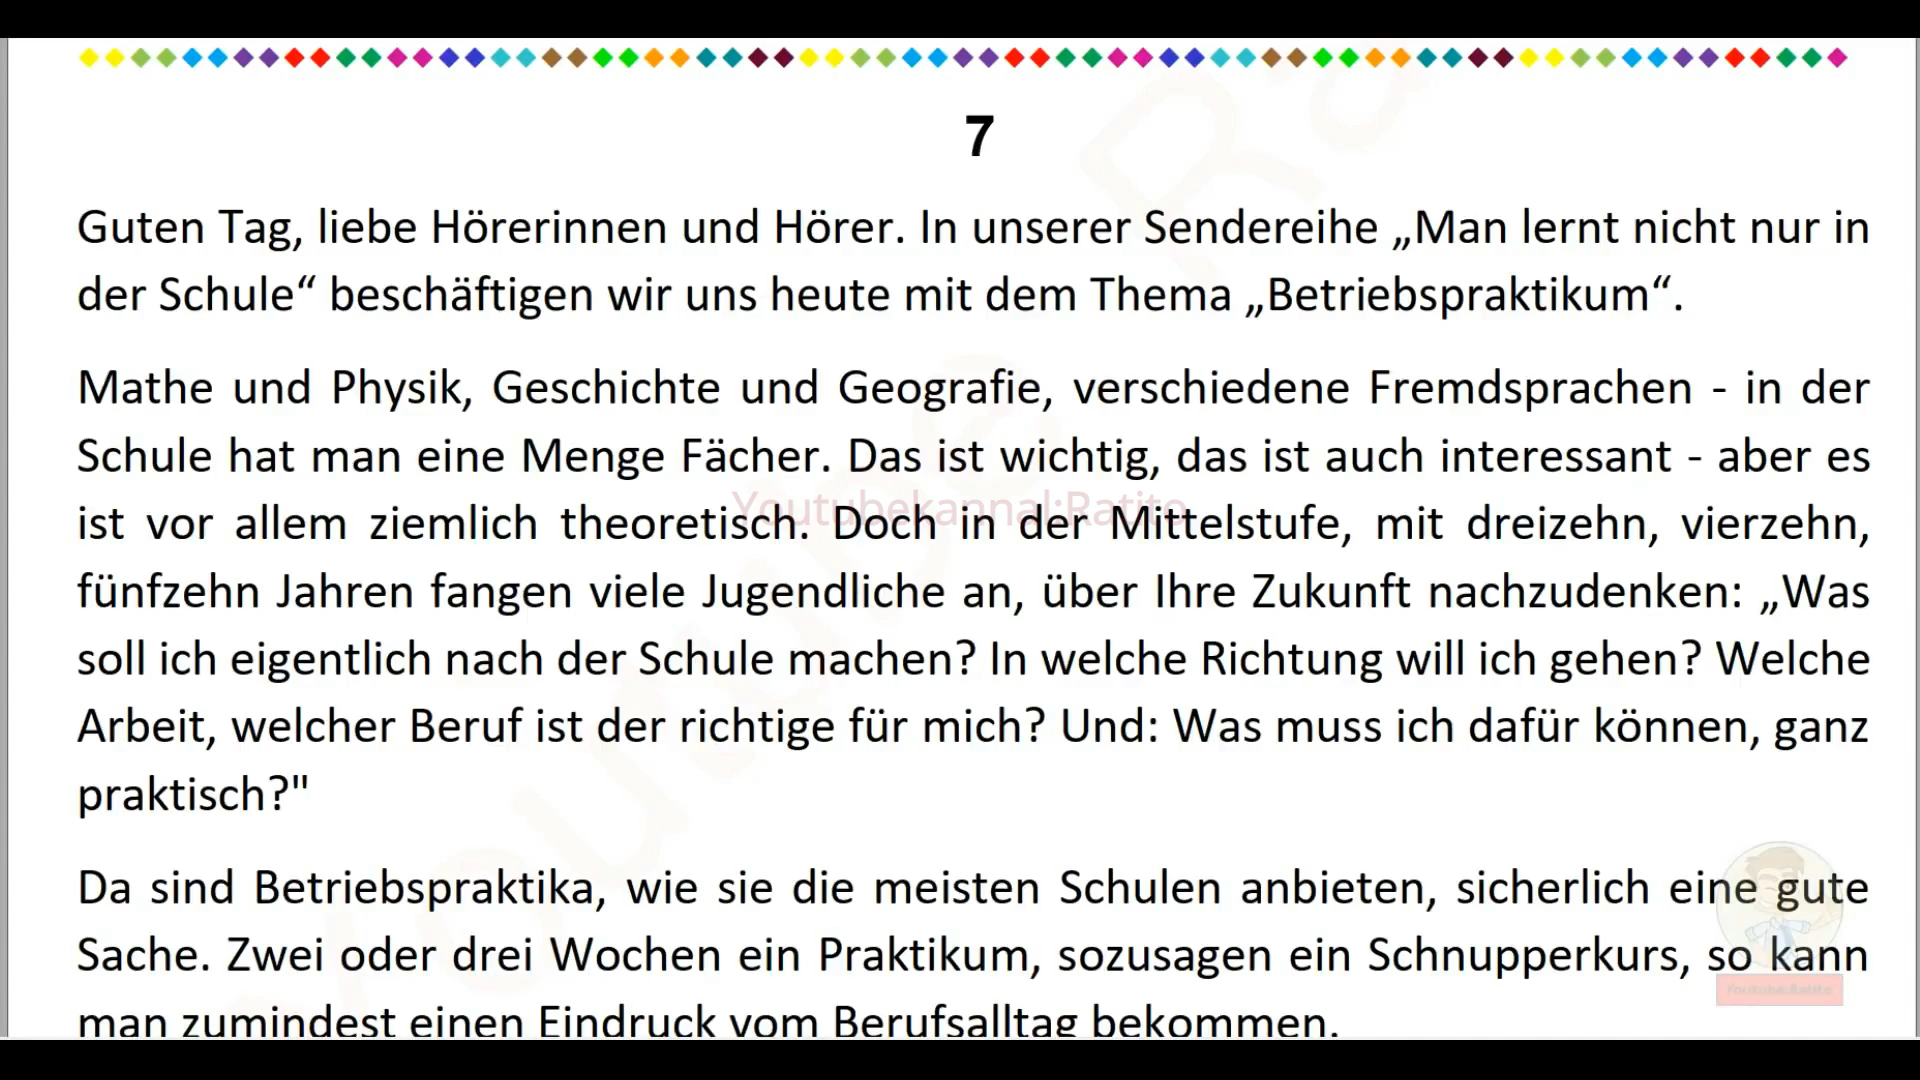 7
Guten Tag, liebe Hörerinnen und Hörer. In unserer Sendereihe „Man lernt nicht nur in
der Schule“ beschäftigen wir uns heute mit dem Thema „Betriebspraktikum“.
Mathe und Physik, Geschichte und Geografie, verschiedene Fremdsprachen - in der
Schule hat man eine Menge Fächer. Das ist wichtig, das ist auch interessant - aber es
Youtubekannal:Ratito
ist vor allem ziemlich theoretisch. Doch in der Mittelstufe, mit dreizehn, vierzehn,
fünfzehn Jahren fangen viele Jugendliche an, über Ihre Zukunft nachzudenken: „Was
soll ich eigentlich nach der Schule machen? In welche Richtung will ich gehen? Welche
Arbeit, welcher Beruf ist der richtige für mich? Und: Was muss ich dafür können, ganz
praktisch?"
Da sind Betriebspraktika, wie sie die meisten Schulen anbieten, sicherlich eine gute
Sache. Zwei oder drei Wochen ein Praktikum, sozusagen ein Schnupperkurs, so kann
Youtube:Ratito
man zumindest einen Eindruck vom Berufsalltag bekommen.